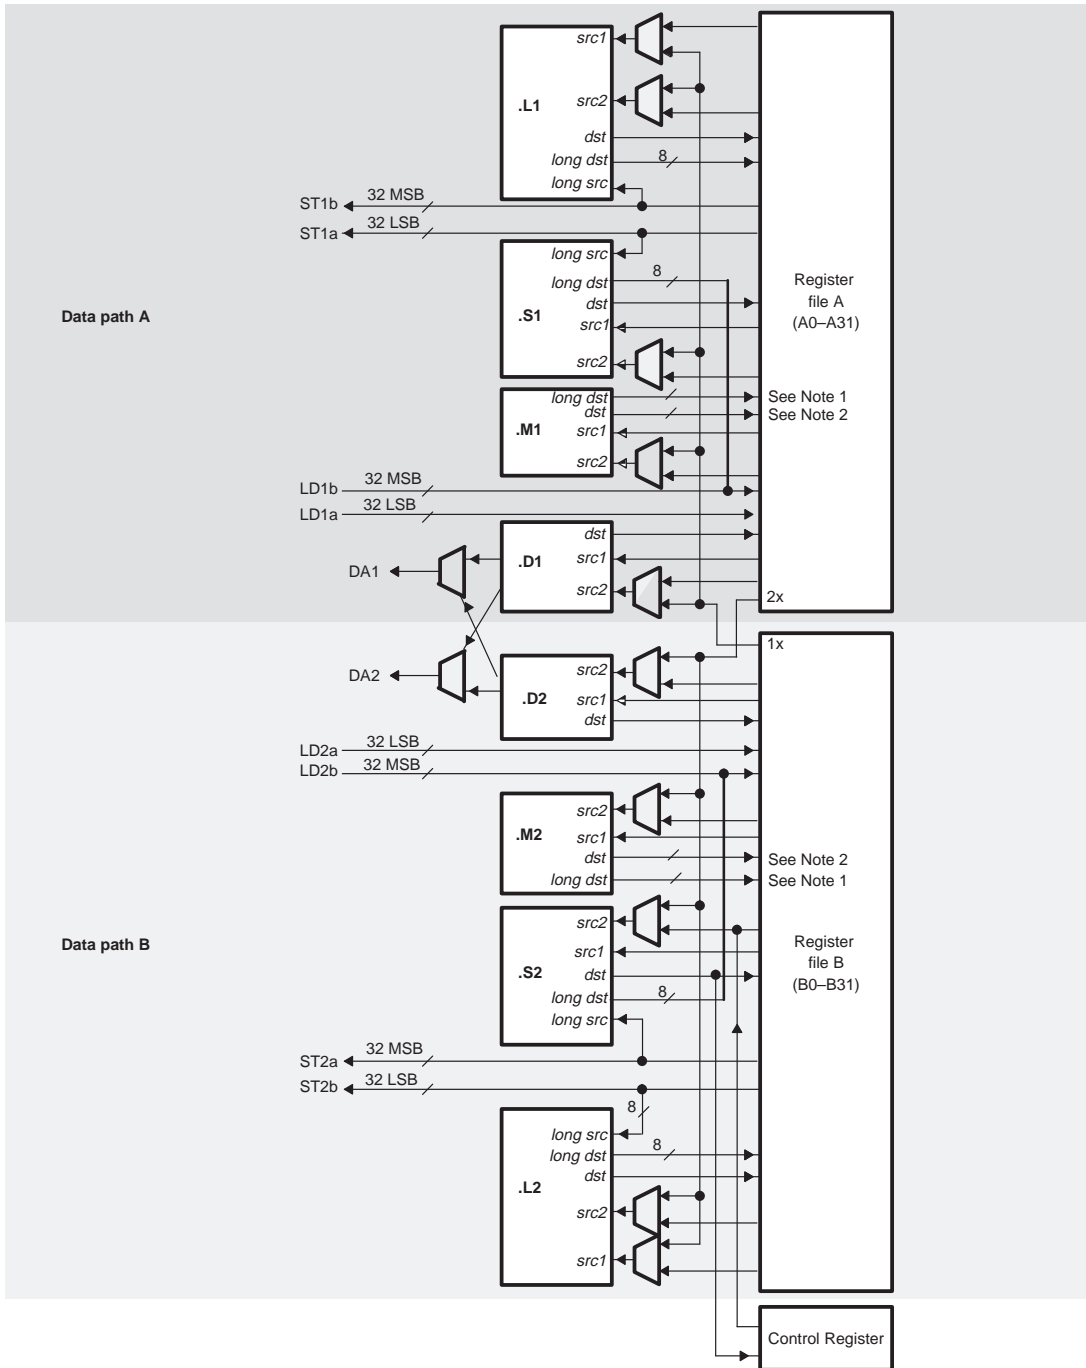 src1
.L1
src2
dst
long dst
8
long src
ST1b
32 MSB
ST1a
32 LSB
long src
8
long dst
Register
file A
(A0–A31)
Data path A
dst
.S1
src1
src2
long dst
See Note 1
dst
See Note 2
.M1
src1
src2
LD1b
32 MSB
LD1a
32 LSB
dst
.D1
src1
DA1
src2
2x
1x
DA2
src2
.D2
src1
dst
LD2a
32 LSB
LD2b
32 MSB
src2
.M2
src1
dst
See Note 2
long dst
See Note 1
src2
Data path B
Register
file B
(B0–B31)
src1
.S2
dst
long dst
8
long src
ST2a
32 MSB
ST2b
32 LSB
8
long src
8
long dst
dst
.L2
src2
src1
Control Register